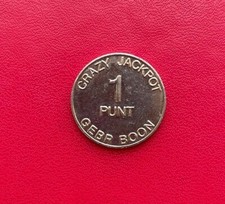 CRAZY JACKPOT
1
PUNT
GEBR BOON